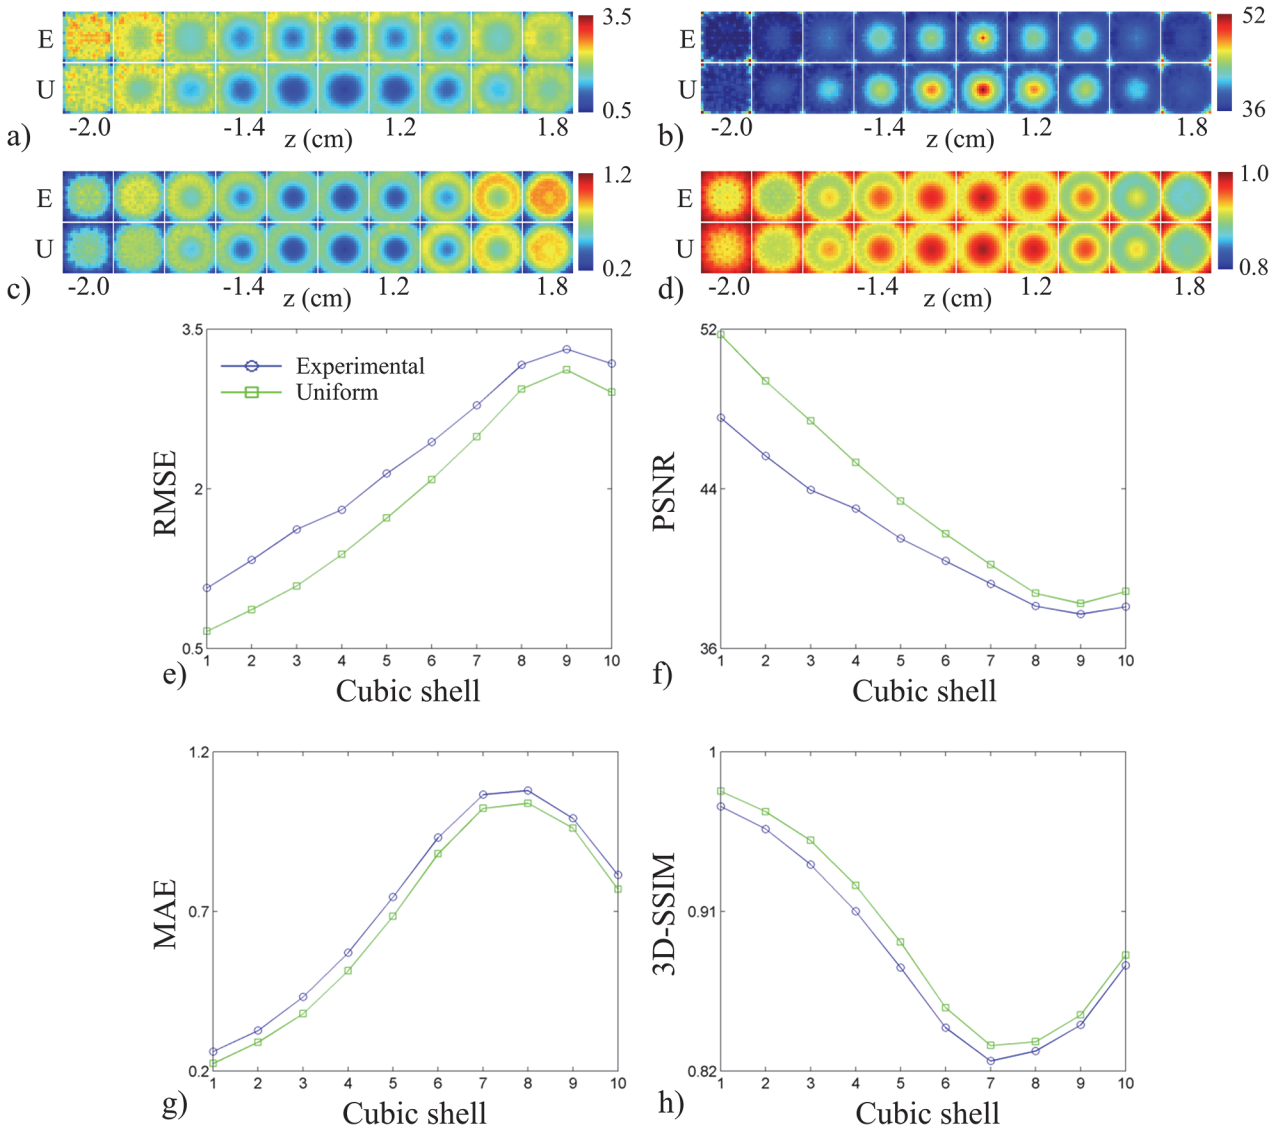 E
U
3.5
0.5
a)
-2.0
-1.4
1.2
1.8
z (cm)
E
U
52
36
b)
-2.0
-1.4
1.2
1.8
z (cm)
E
U
1.2
0.2
c)
-2.0
-1.4
1.2
1.8
z (cm)
E
U
1.0
0.8
d)
-2.0
-1.4
1.2
1.8
z (cm)
3.5
2
0.5
RMSE
Experimental
Uniform
1 2 3 4 5 6 7 8 9 10
e)
Cubic shell
52
44
36
PSNR
1 2 3 4 5 6 7 8 9 10
f)
Cubic shell
1.2
0.7
0.2
MAE
1 2 3 4 5 6 7 8 9 10
g)
Cubic shell
1
0.91
0.82
3D-SSIM
1 2 3 4 5 6 7 8 9 10
h)
Cubic shell